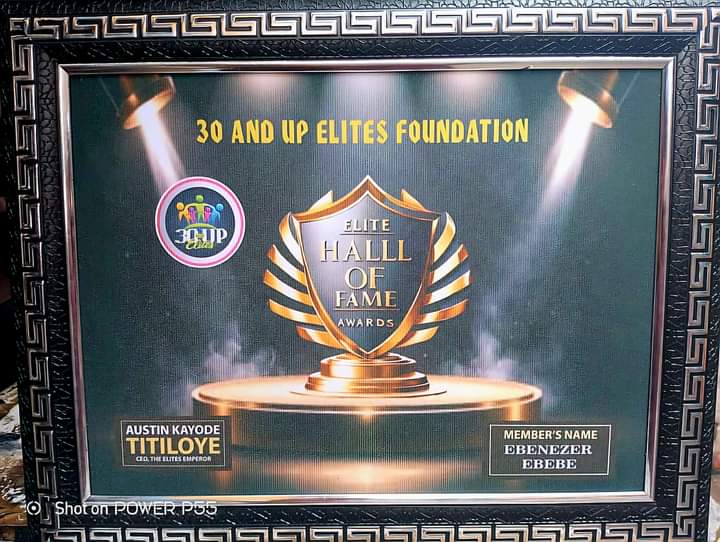 30 AND UP ELITES FOUNDATION
30-UP
Elites
ELITE
HALLL
OF
FAME
AWARDS
AUSTIN KAYODE
TITILOYE
CEO, THE ELITES EMPEROR
MEMBER'S NAME
EBENEZER
EBEBE
Shot on POWER P55